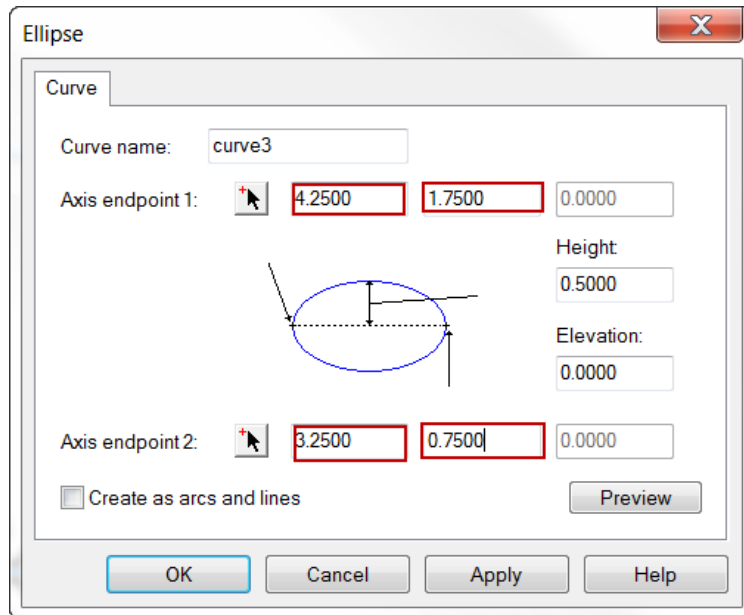 Ellipse
Curve
Curve name: curve3
Axis endpoint 1: 4.2500 1.7500 0.0000
Height:
0.5000
Elevation:
0.0000
Axis endpoint 2: 3.2500 0.7500 0.0000
Create as arcs and lines Preview
OK Cancel Apply Help